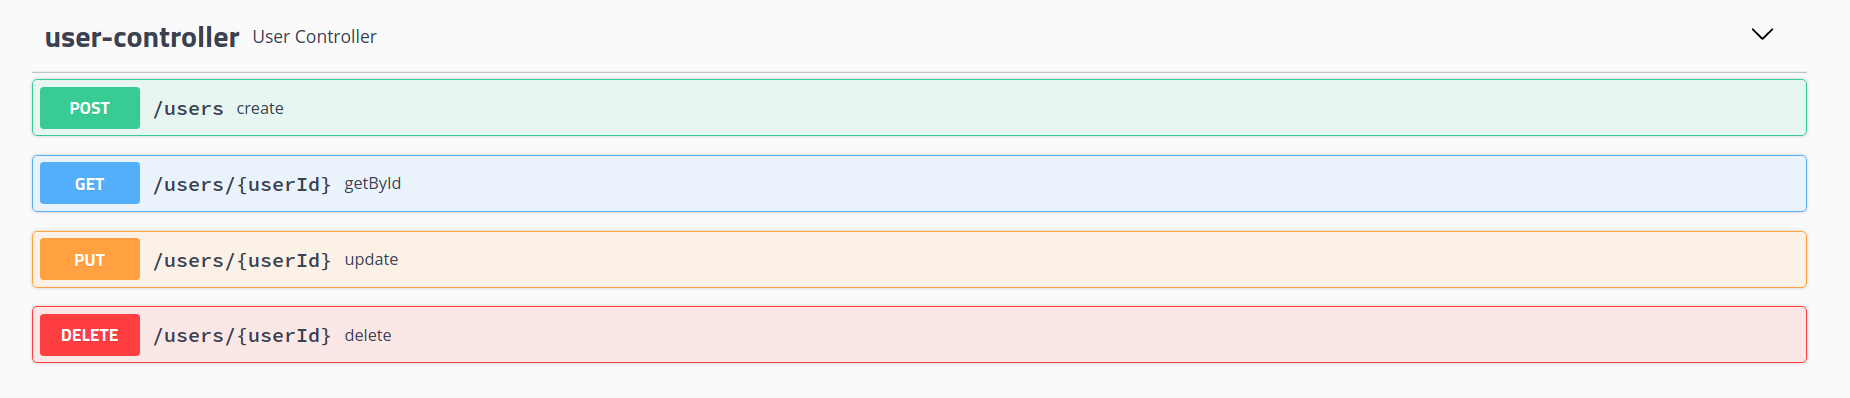 user-controller User Controller
POST /users create
GET /users/{userId} getById
PUT /users/{userId} update
DELETE /users/{userId} delete